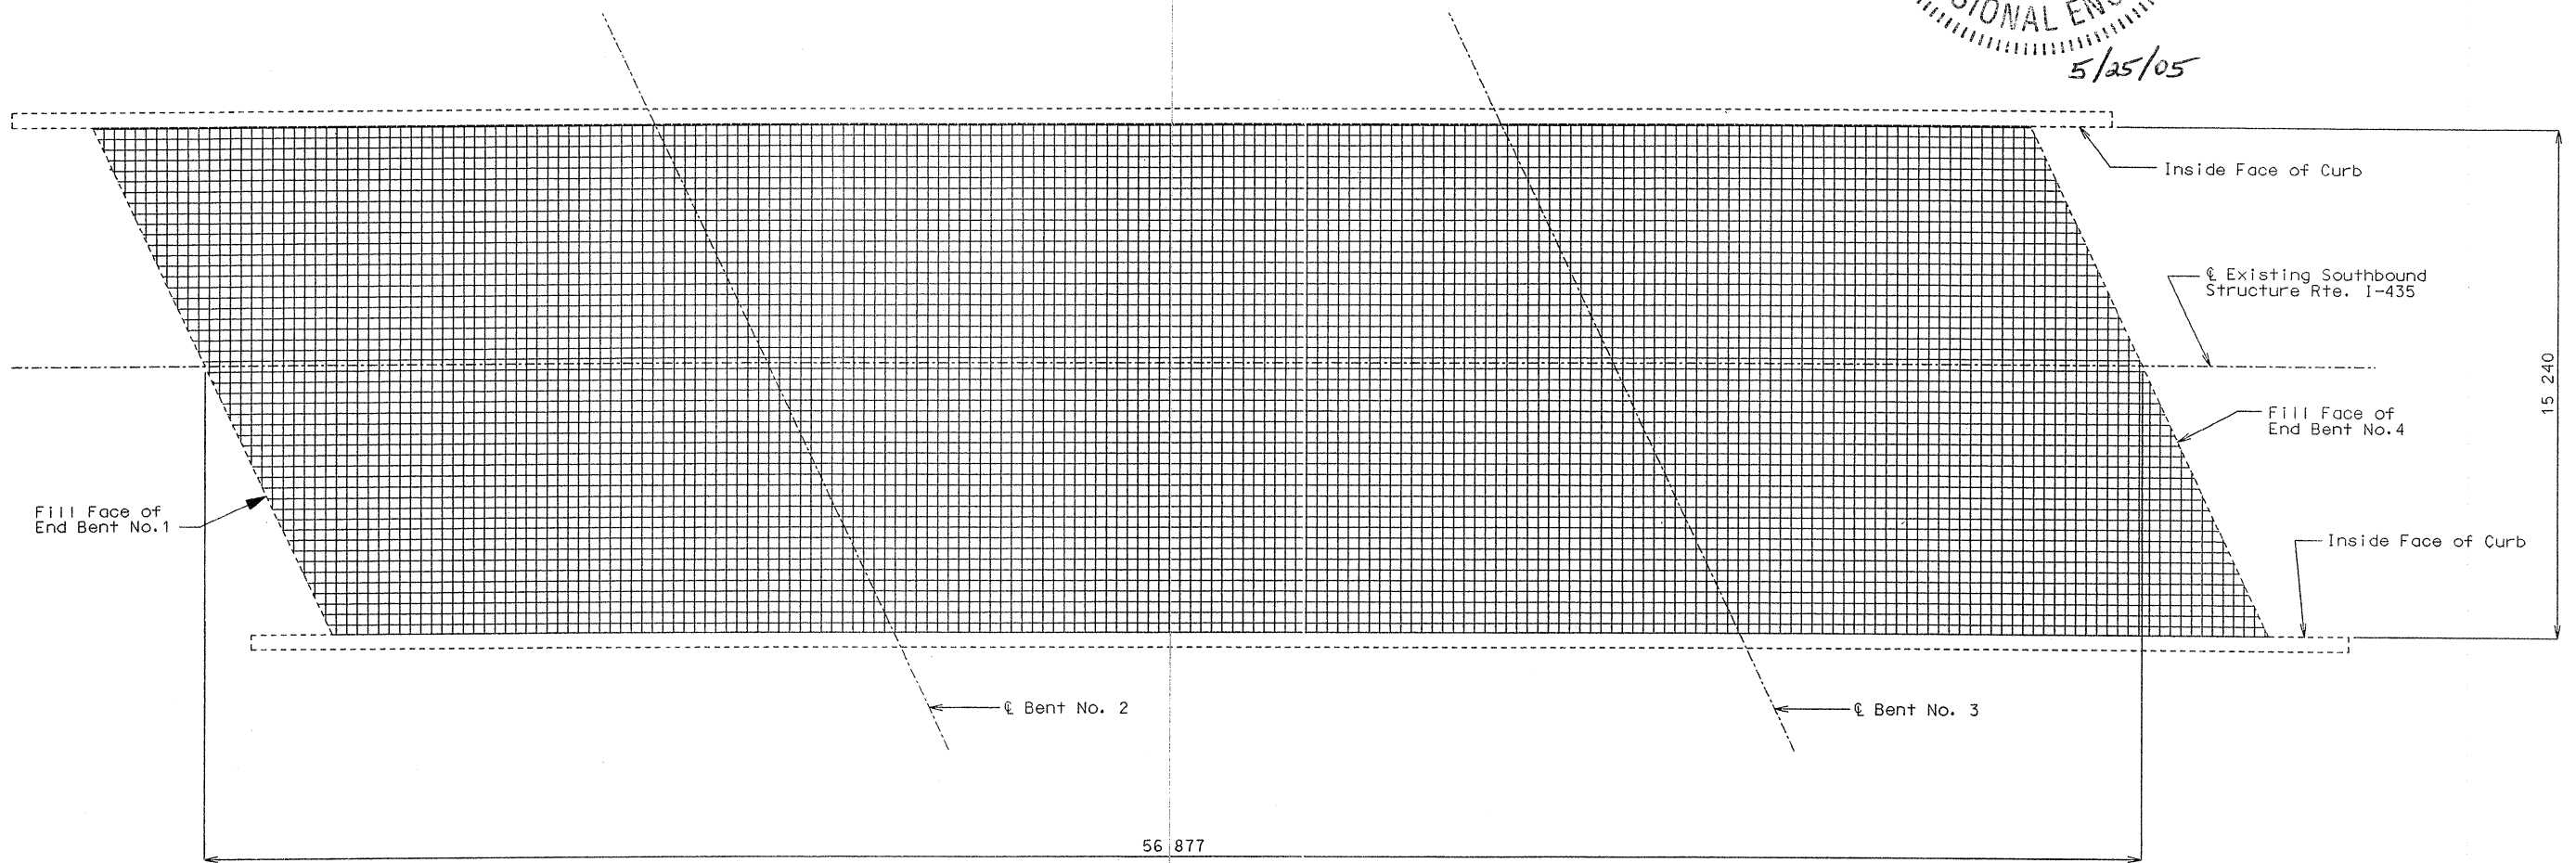 SIONAL ENG
5/25/05
Inside Face of Curb
℄ Existing Southbound
Structure Rte. I-435
15 240
Fill Face of
End Bent No.4
Fill Face of
End Bent No.1
Inside Face of Curb
℄ Bent No. 2
℄ Bent No. 3
56 877